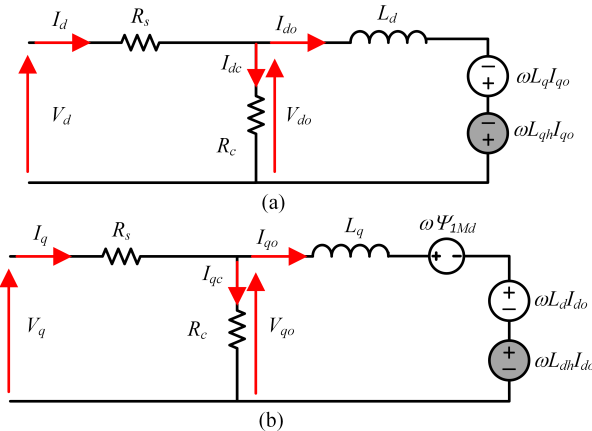 I_d R_s I_do L_d
I_dc
V_d R_c V_do
− + ωL_qI_qo
− + ωL_qhI_qo
(a)
I_q R_s I_qo L_q ωΨ_1Md
+ −
I_qc
V_q R_c V_qo
+ − ωL_dI_do
+ − ωL_dhI_do
(b)